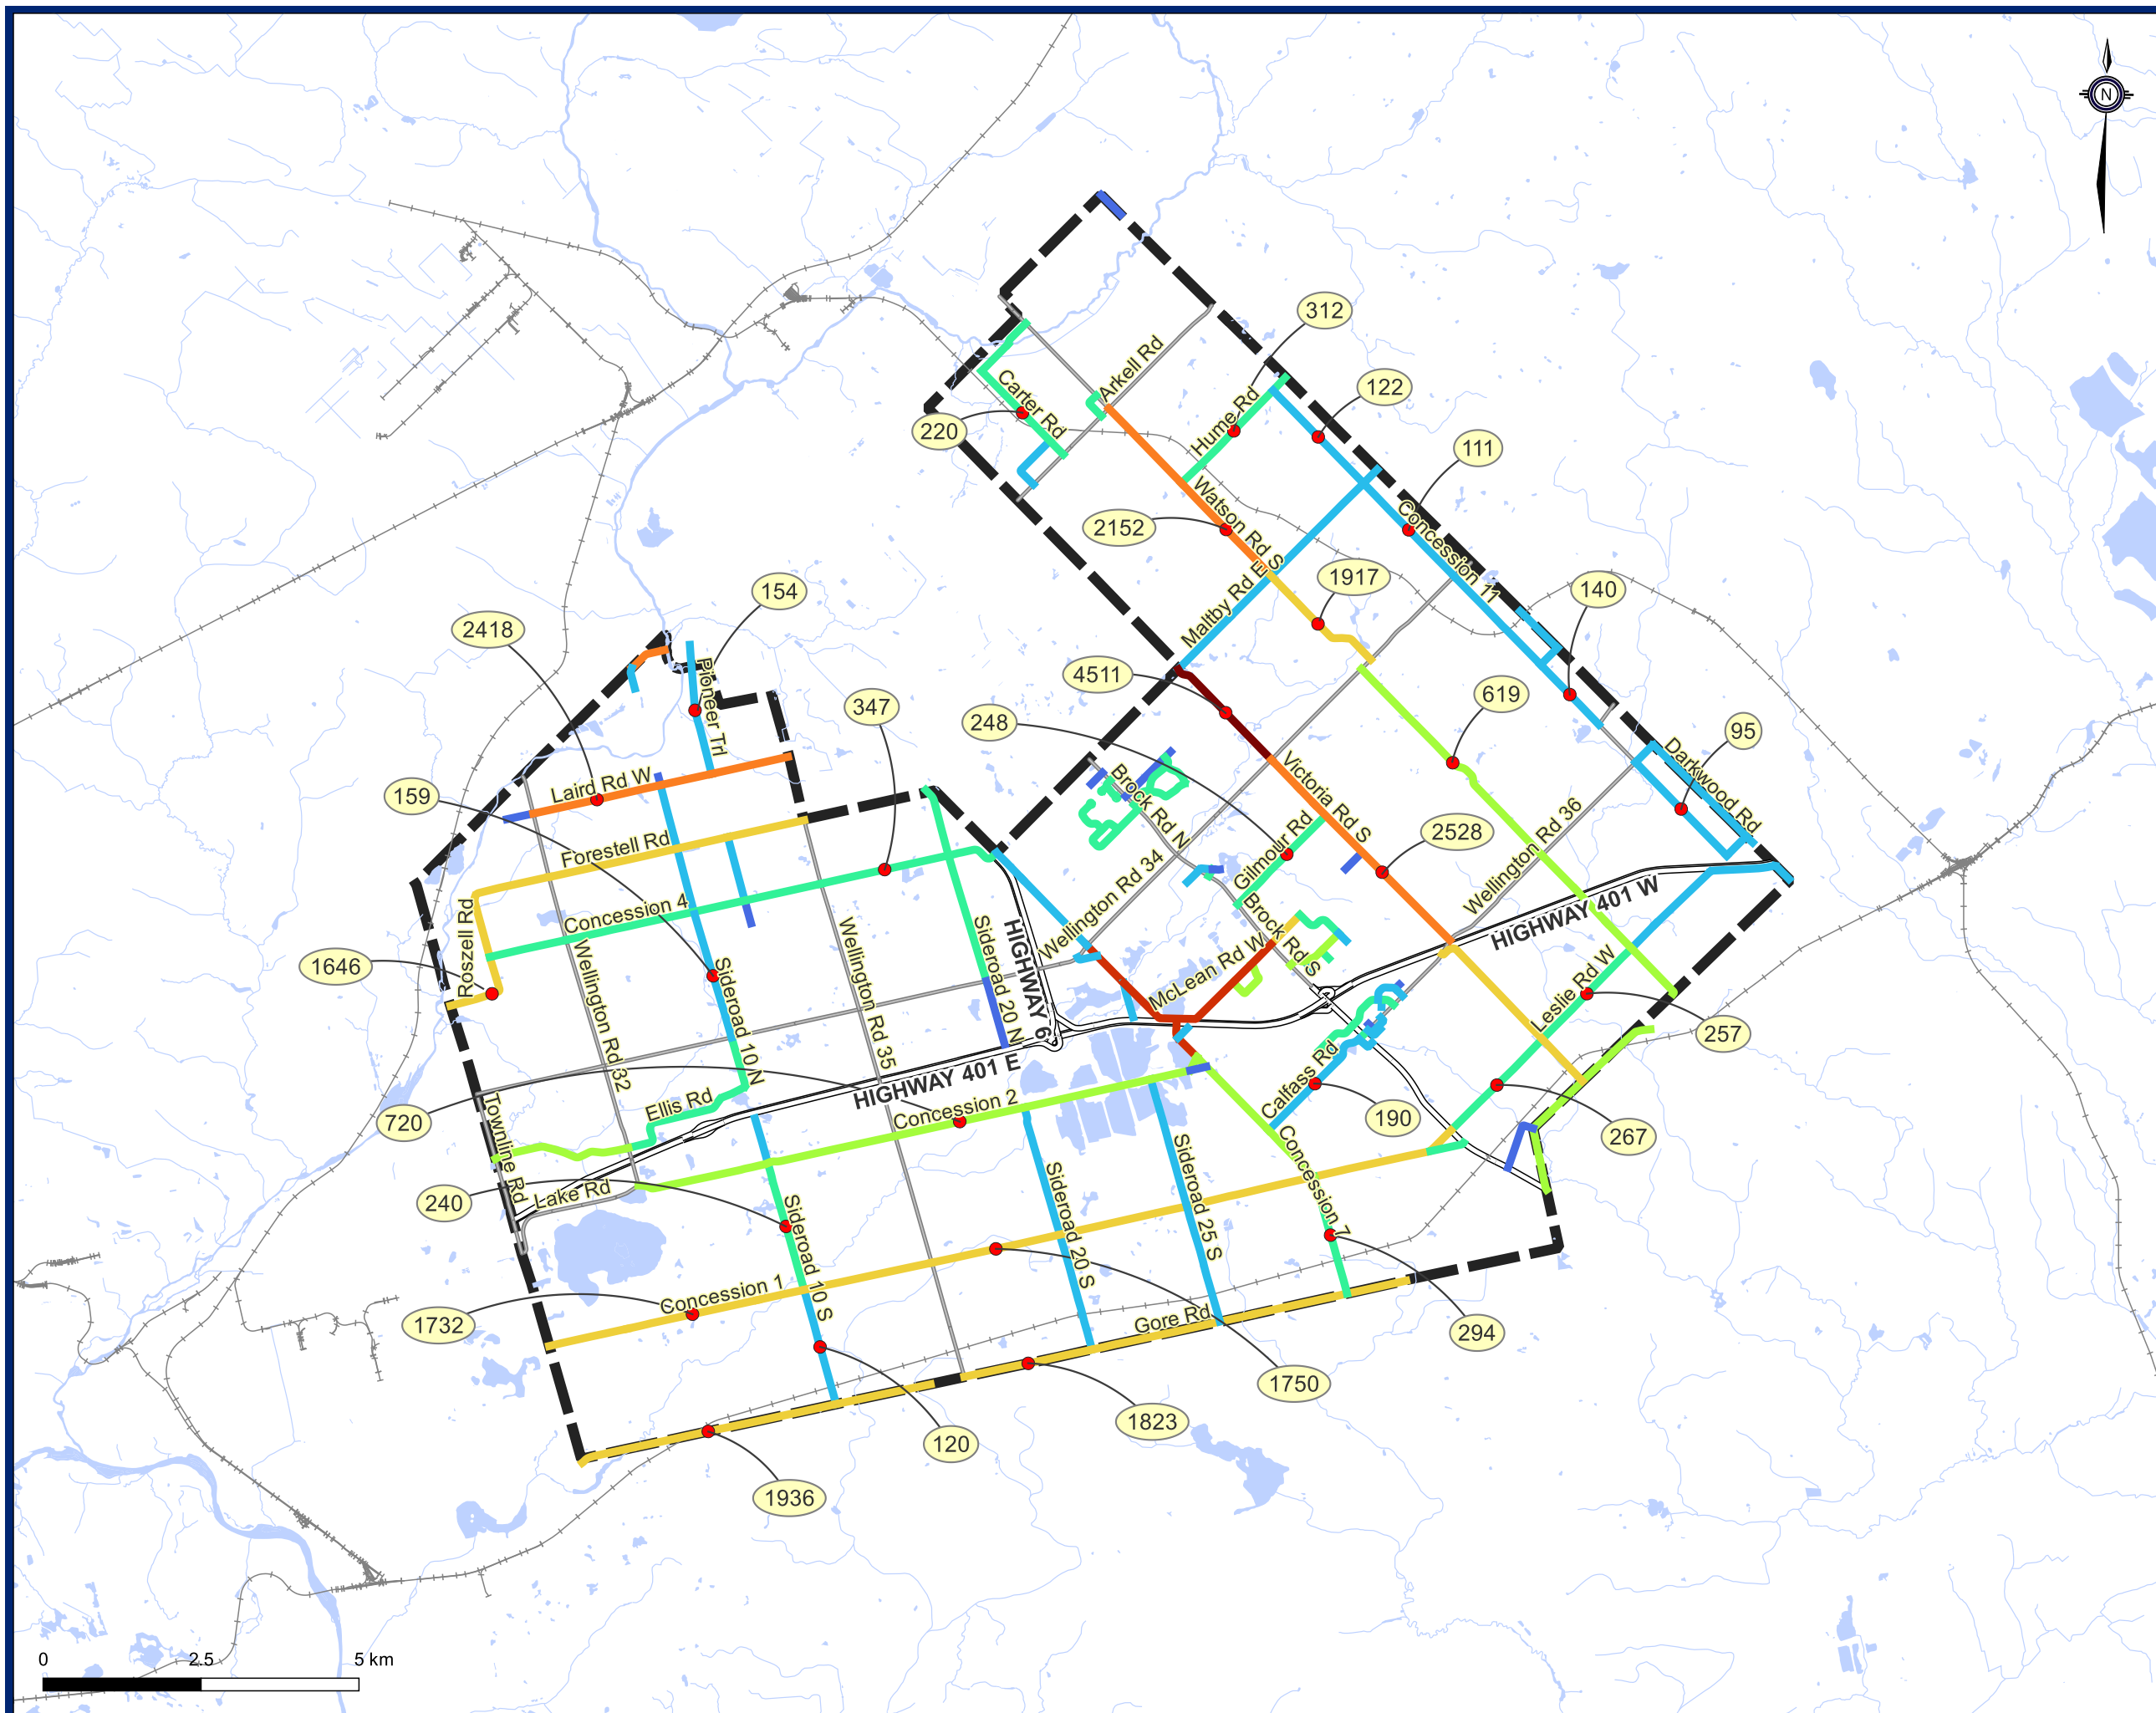 N
312
122
Arkell Rd
Carter Rd
220
Hume Rd
111
2152
Watson Rd S
Concession 11
Maltby Rd E
1917
140
154
2418
Pioneer Trl
4511
619
347
248
95
Darkwood Rd
Laird Rd W
159
Brock Rd N
Victoria Rd S
Wellington Rd 36
2528
Forestell Rd
Gilmour Rd
Wellington Rd 34
HIGHWAY 401 W
Concession 4
Roszell Rd
Wellington Rd 32
Wellington Rd 35
Sideroad 20 N
HIGHWAY 6
Brock Rd S
McLean Rd W
1646
Sideroad 10 N
Leslie Rd W
257
HIGHWAY 401 E
Calfass Rd
190
720
Ellis Rd
Concession 2
267
Townline Rd
Lake Rd
240
Concession 7
Sideroad 10 S
Sideroad 20 S
Sideroad 25 S
Concession 1
1732
Gore Rd
294
1750
1823
120
1936
0
2.5
5 km